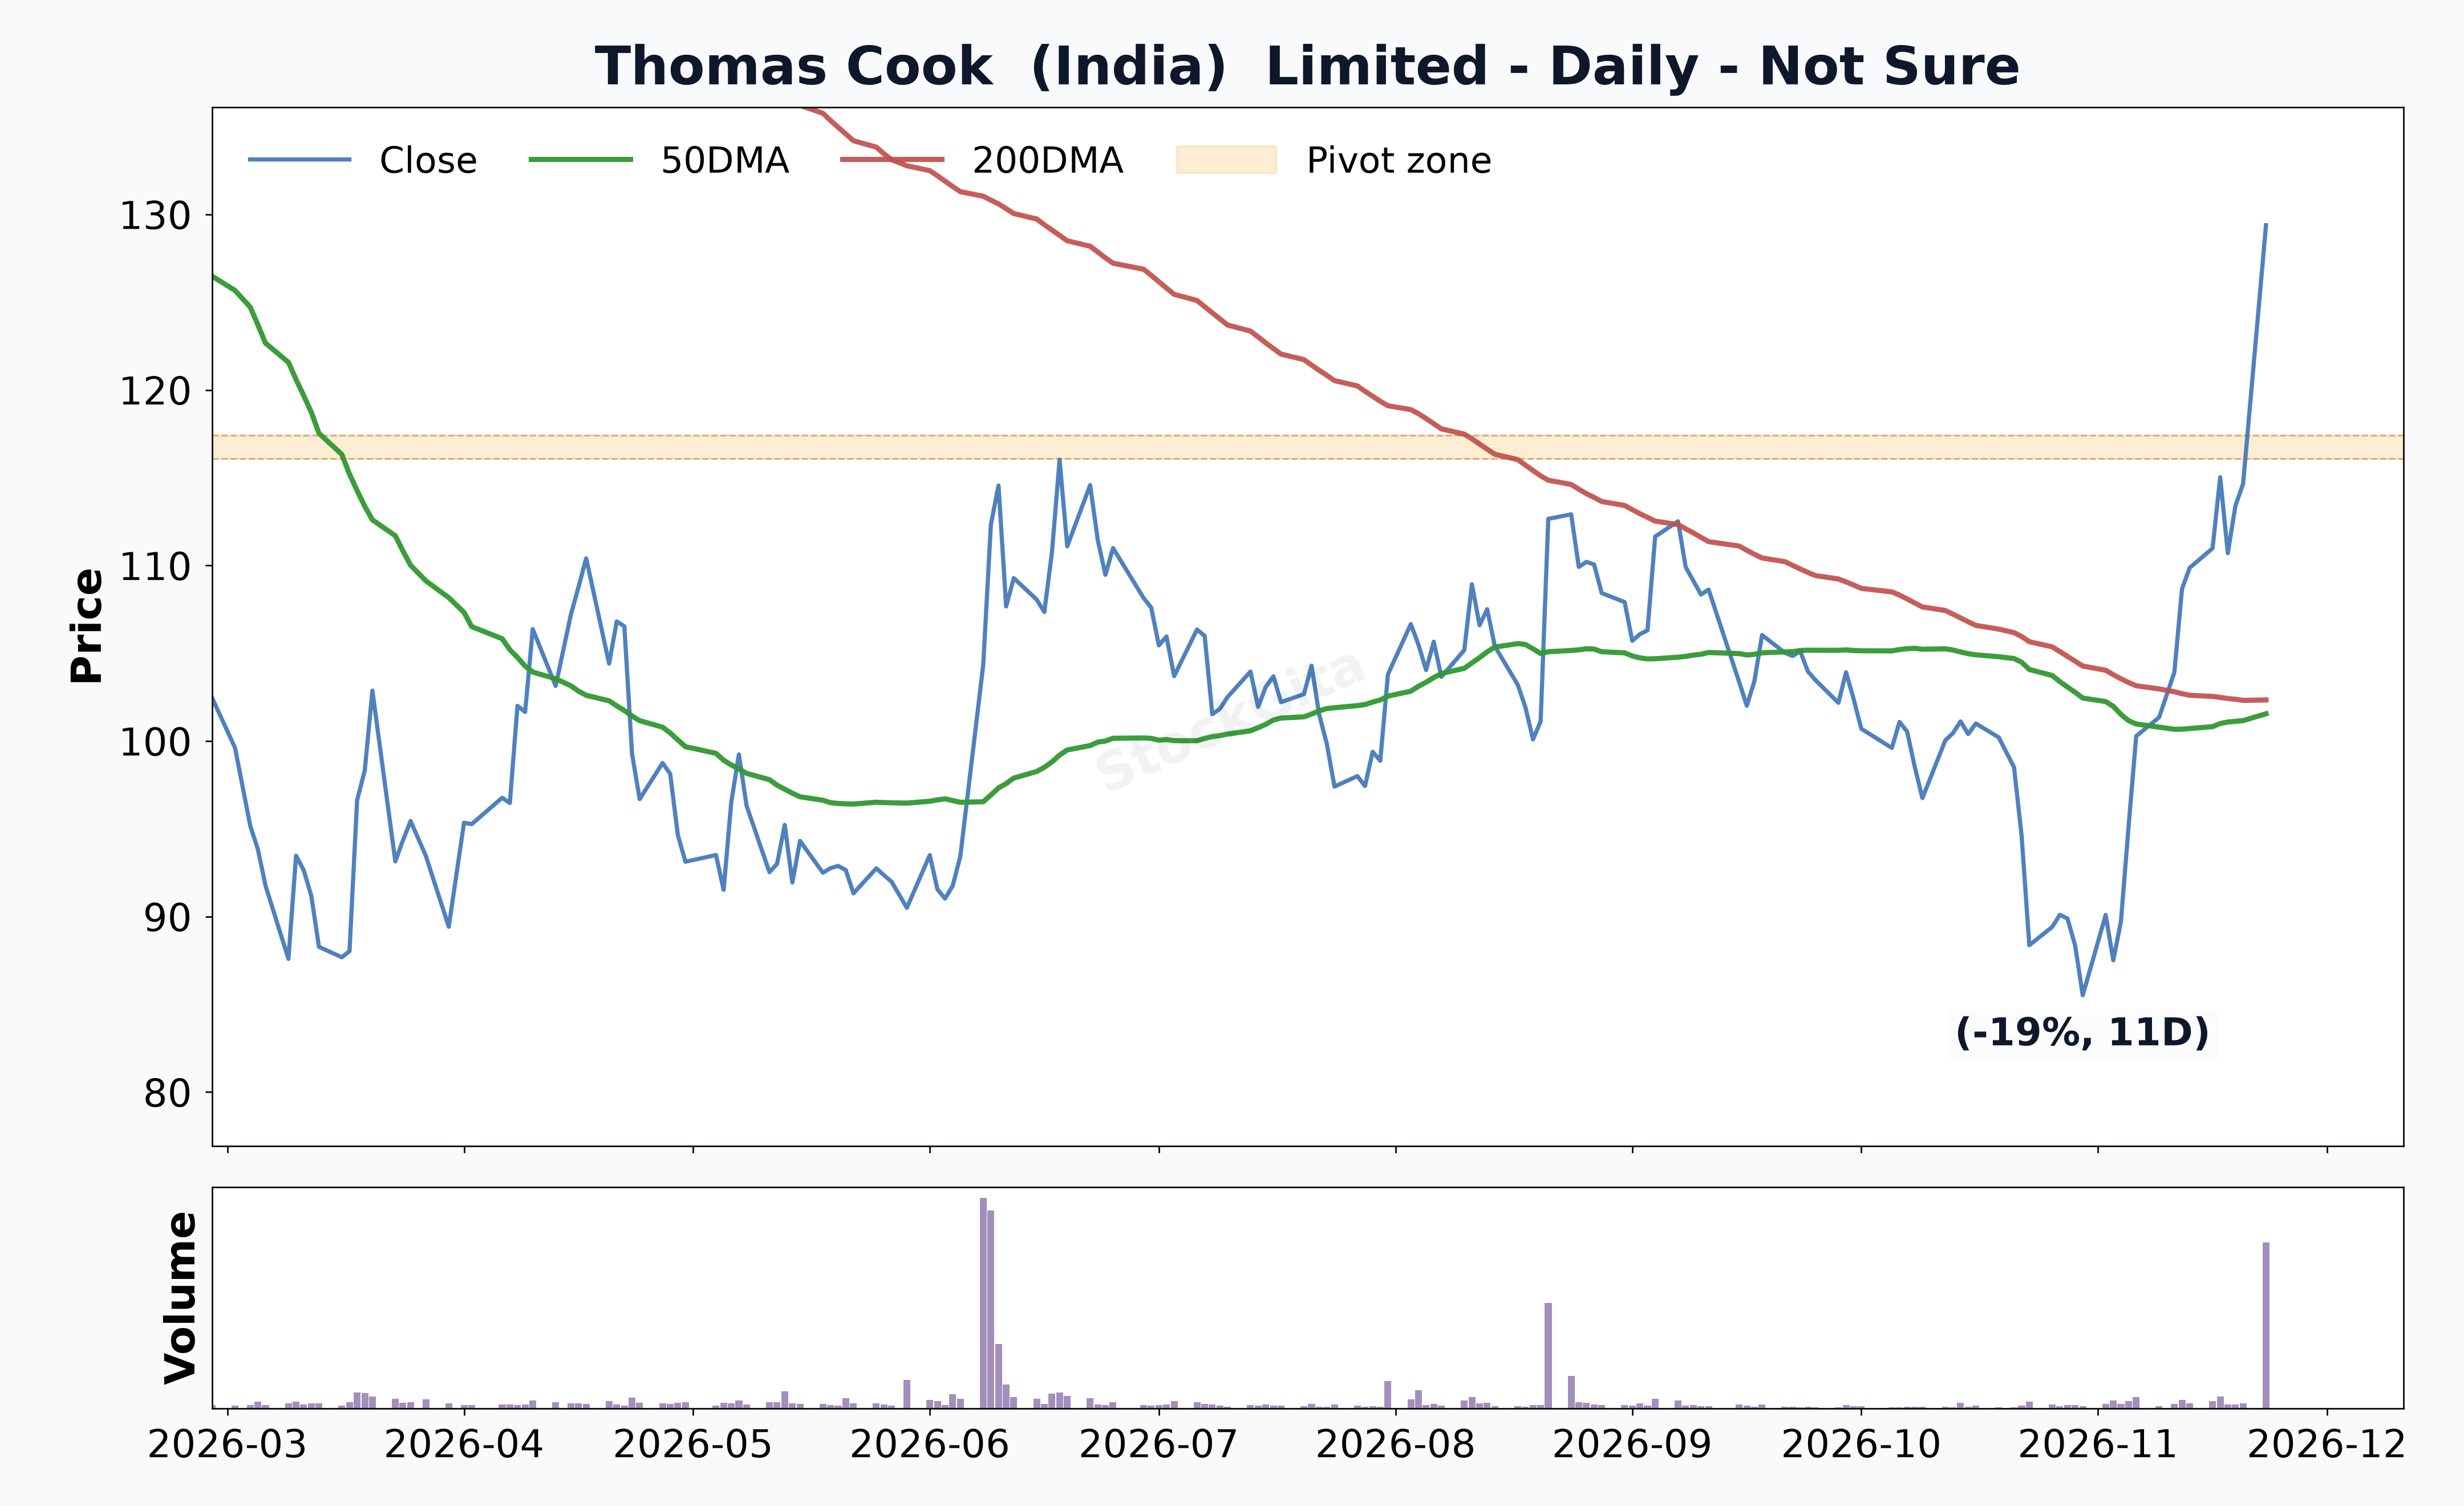 Thomas Cook (India) Limited - Daily - Not Sure
Close 50DMA 200DMA Pivot zone
130
120
110
100
90
80
Price
StockGita
(-19%, 11D)
Volume
2026-03 2026-04 2026-05 2026-06 2026-07 2026-08 2026-09 2026-10 2026-11 2026-12